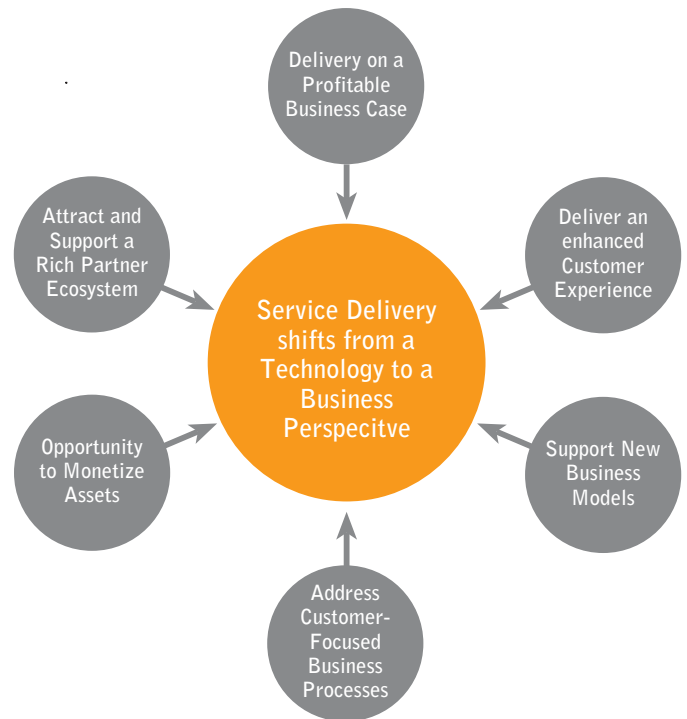 Delivery on a
Profitable
Business Case
Attract and
Support a
Rich Partner
Ecosystem
Deliver an
enhanced
Customer
Experience
Service Delivery
shifts from a
Technology to a
Business
Perspecitve
Opportunity
to Monetize
Assets
Support New
Business
Models
Address
Customer-
Focused
Business
Processes